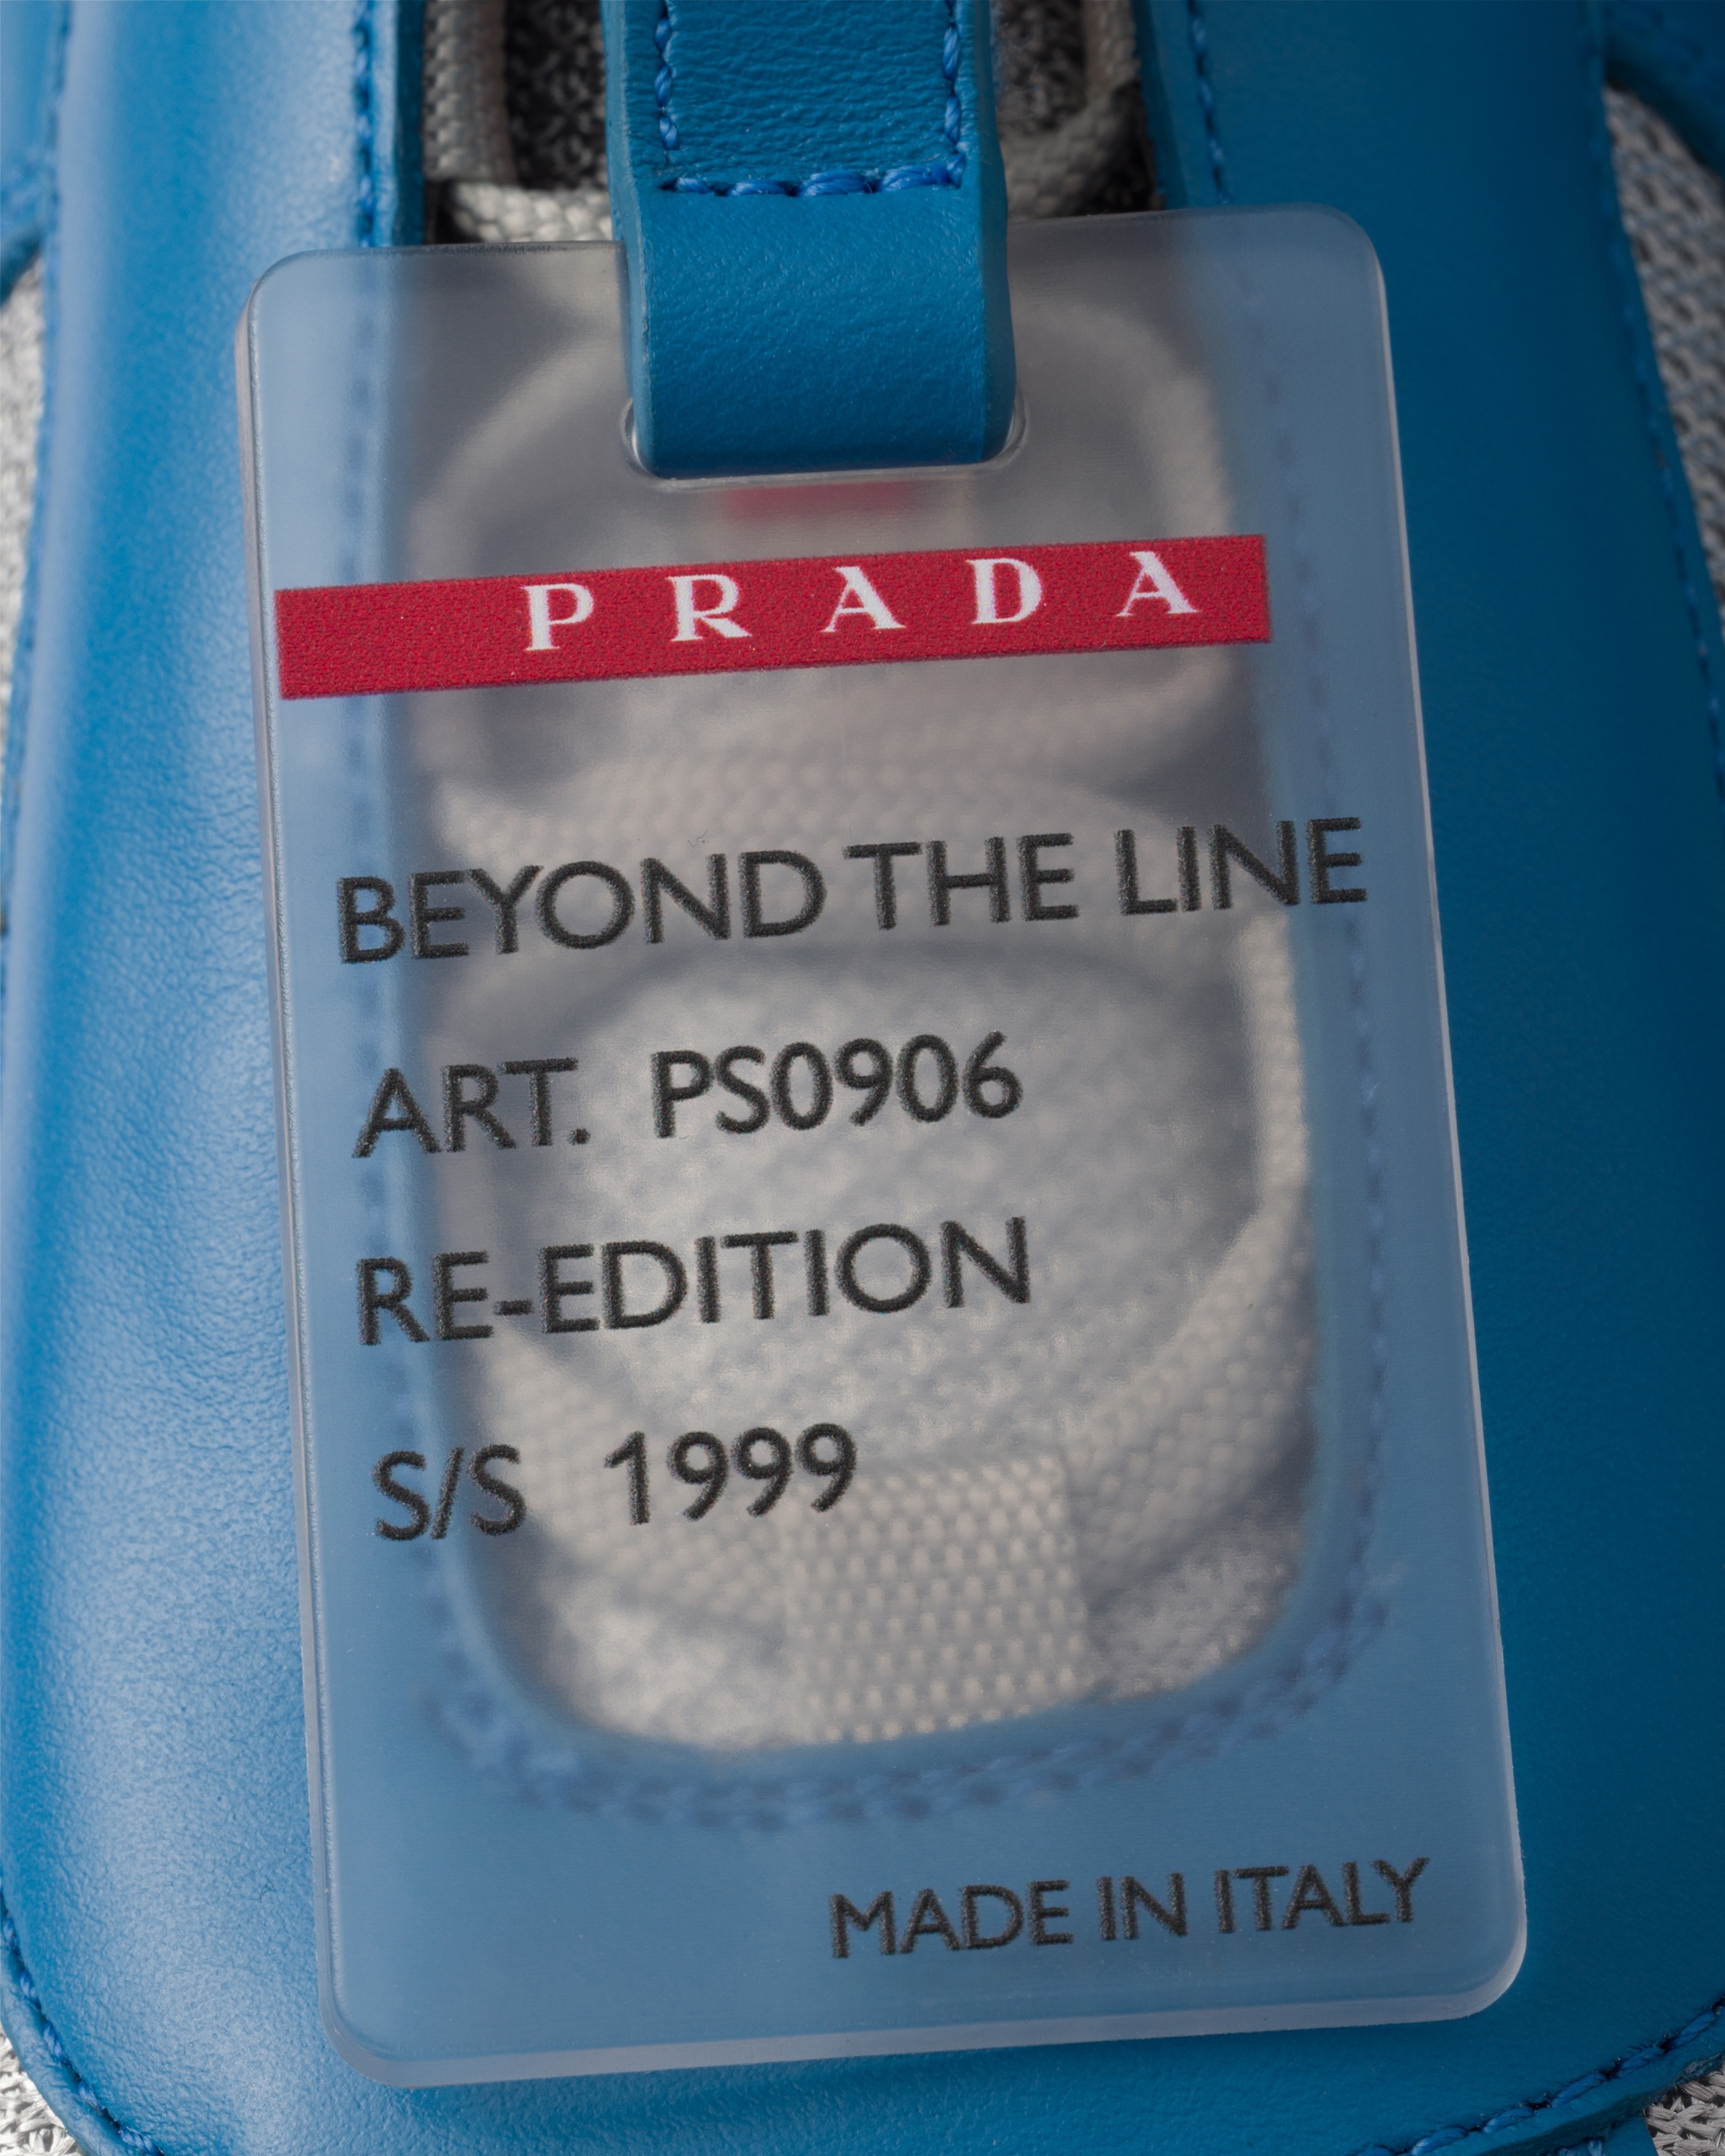 PRADA
BEYOND THE LINE
ART. PS0906
RE-EDITION
S/S 1999
MADE IN ITALY